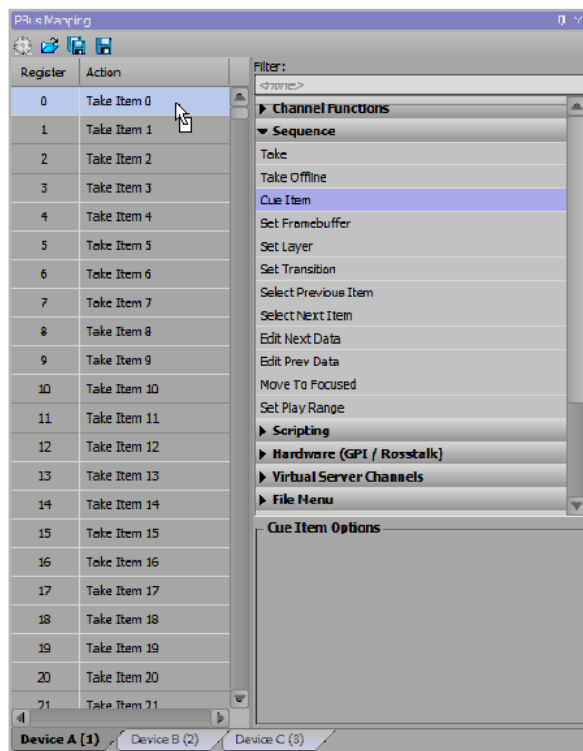 PBus Mapping
Register Action
0 Take Item 0
1 Take Item 1
2 Take Item 2
3 Take Item 3
4 Take Item 4
5 Take Item 5
6 Take Item 6
7 Take Item 7
8 Take Item 8
9 Take Item 9
10 Take Item 10
11 Take Item 11
12 Take Item 12
13 Take Item 13
14 Take Item 14
15 Take Item 15
16 Take Item 16
17 Take Item 17
18 Take Item 18
19 Take Item 19
20 Take Item 20
21 Take Item 21
Filter:
<none>
Channel Functions
Sequence
Take
Take Offline
Cue Item
Set Framebuffer
Set Layer
Set Transition
Select Previous Item
Select Next Item
Edit Next Data
Edit Prev Data
Move To Focused
Set Play Range
Scripting
Hardware (GPI / Rosstalk)
Virtual Server Channels
File Menu
Cue Item Options
Device A (1) Device B (2) Device C (3)